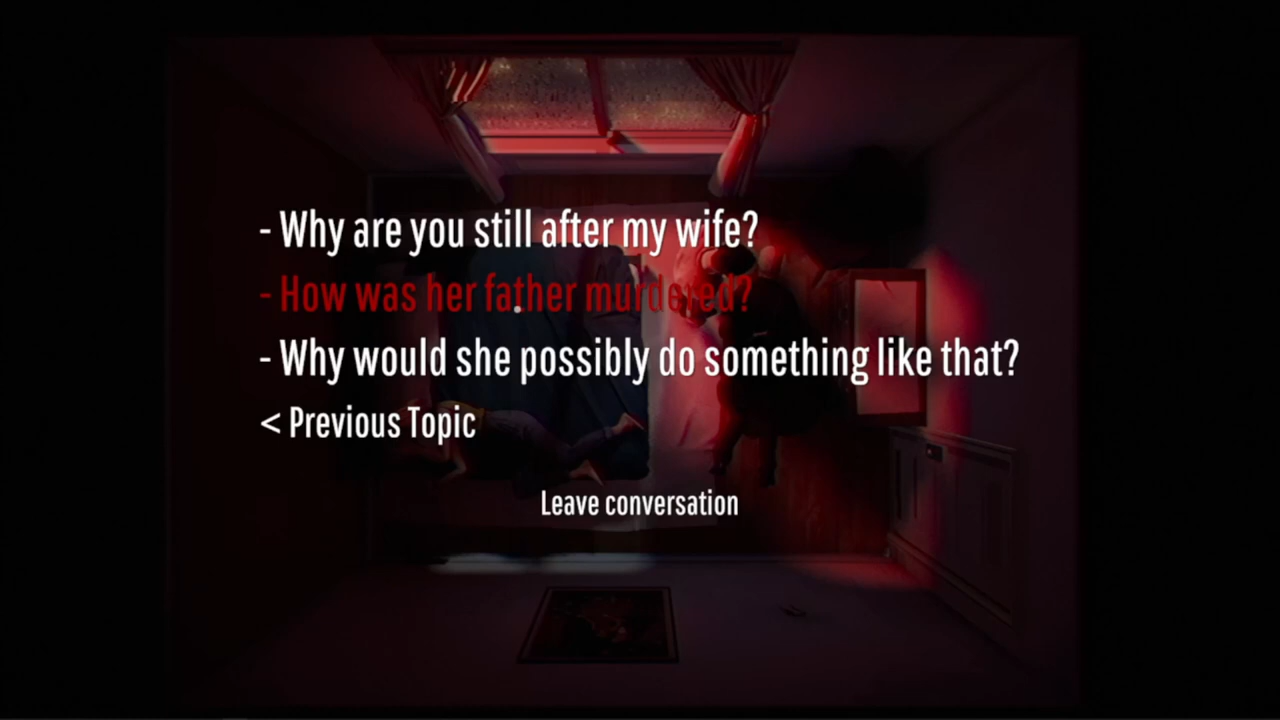 - Why are you still after my wife?
- How was her father murdered?
- Why would she possibly do something like that?
< Previous Topic
Leave conversation